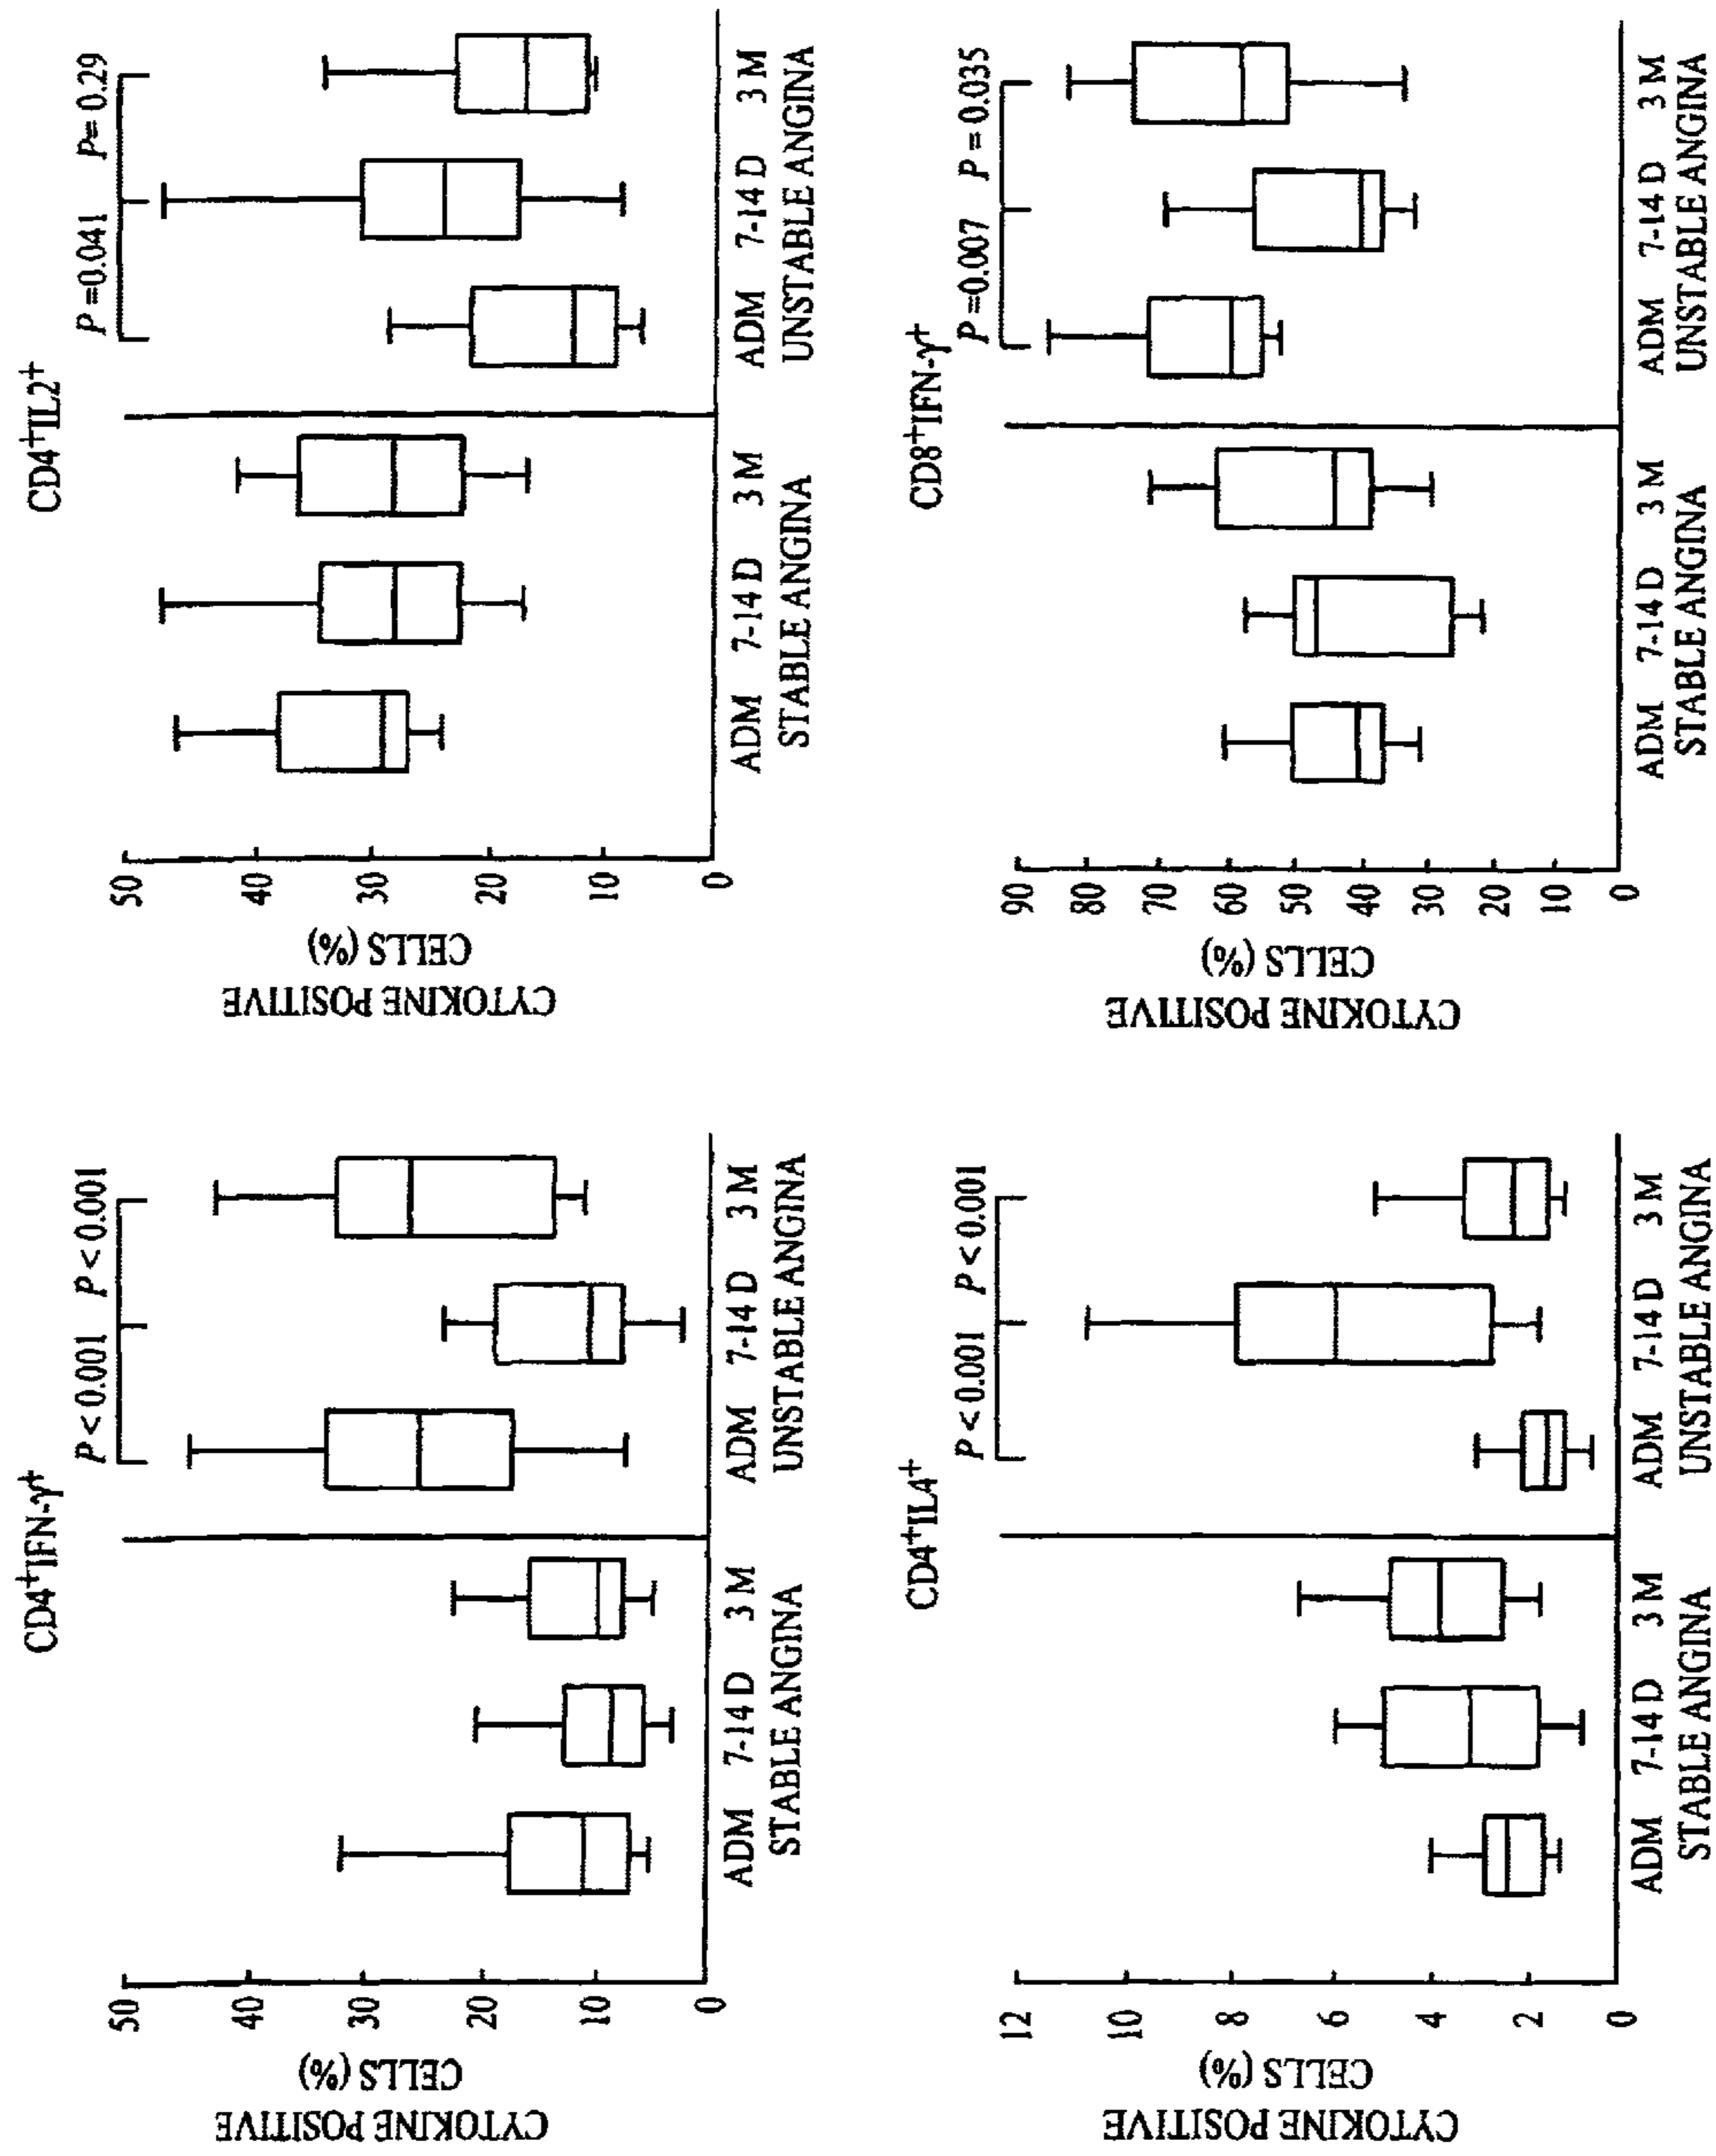 CD4+IFN-γ+
P < 0.001 P < 0.001
50
40
30
20
10
0
CYTOKINE POSITIVE
CELLS (%)
ADM 7-14 D 3 M ADM 7-14 D 3 M
STABLE ANGINA UNSTABLE ANGINA
CD4+IL2+
P =0.041 P= 0.29
50
40
30
20
10
0
CYTOKINE POSITIVE
CELLS (%)
ADM 7-14 D 3 M ADM 7-14 D 3 M
STABLE ANGINA UNSTABLE ANGINA
CD4+IL4+
P < 0.001 P < 0.001
12
10
8
6
4
2
0
CYTOKINE POSITIVE
CELLS (%)
ADM 7-14 D 3 M ADM 7-14 D 3 M
STABLE ANGINA UNSTABLE ANGINA
CD8+IFN-γ+
P =0.007 P = 0.035
90
80
70
60
50
40
30
20
10
0
CYTOKINE POSITIVE
CELLS (%)
ADM 7-14 D 3 M ADM 7-14 D 3 M
STABLE ANGINA UNSTABLE ANGINA